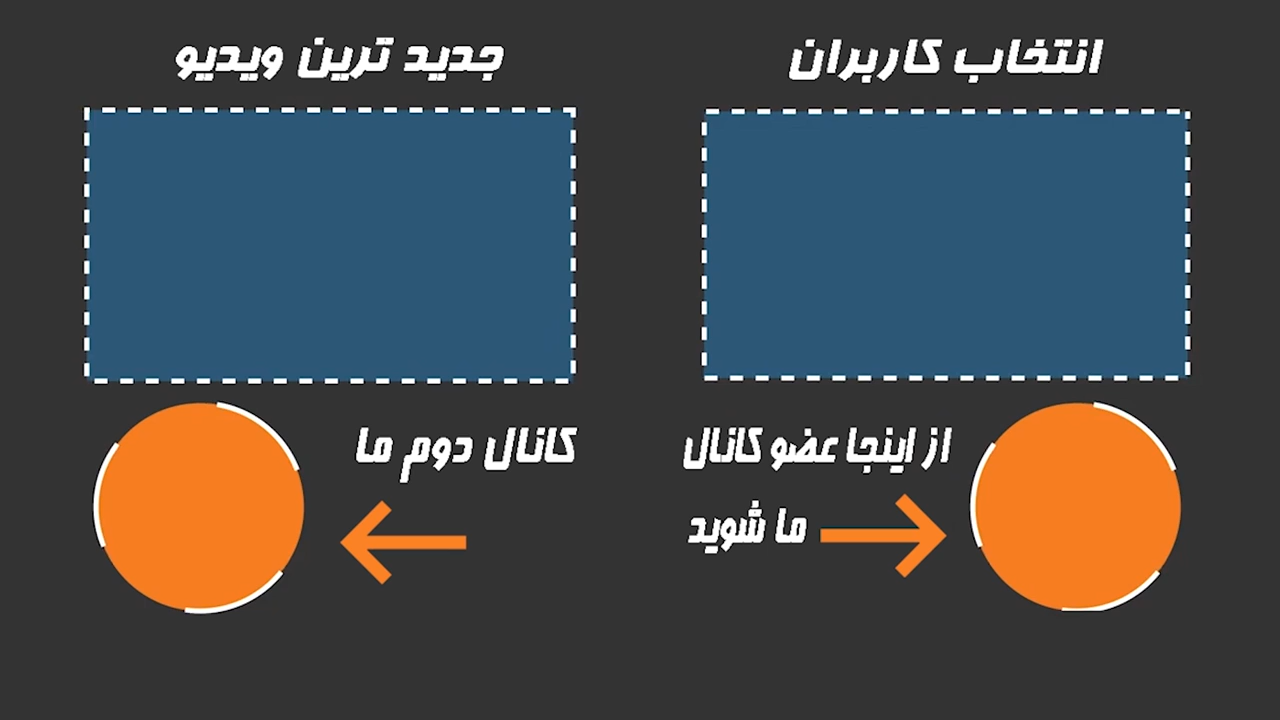 انتخاب کاربران
جدید ترین ویدیو
از اینجا عضو کانال
ما شوید
کانال دوم ما